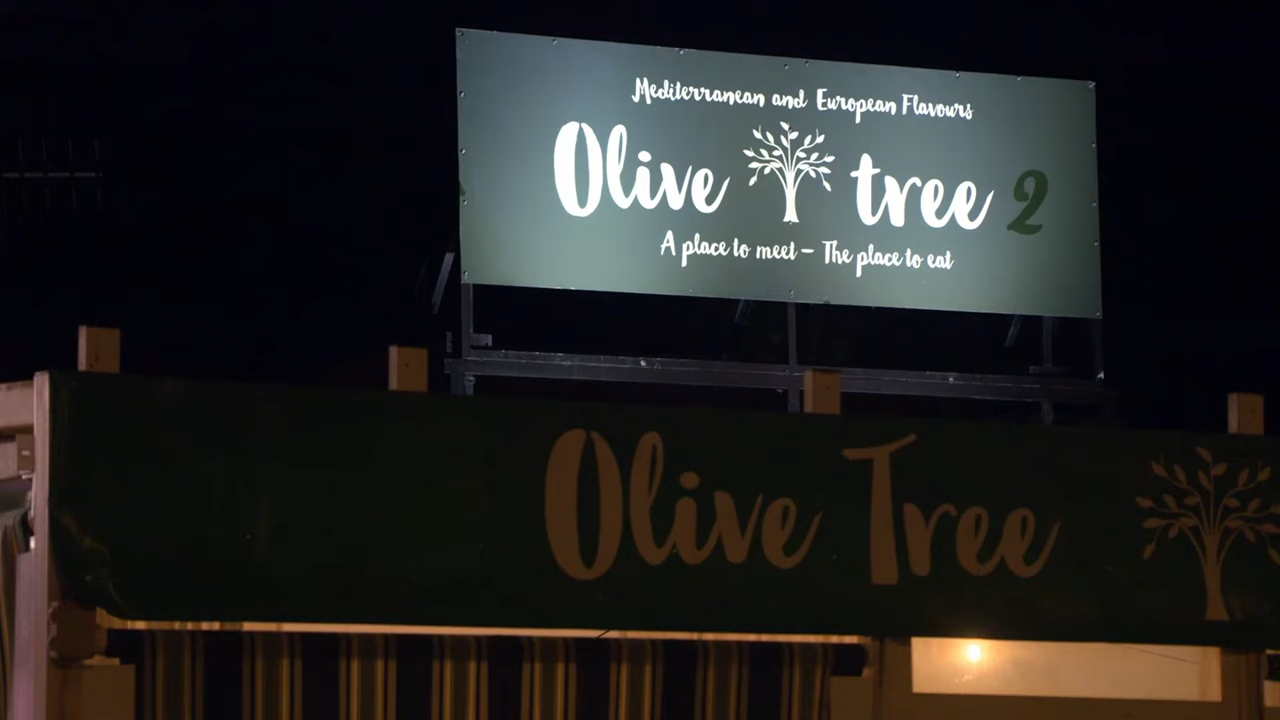 Mediterranean and European Flavours
Olive tree 2
A place to meet – The place to eat
Olive Tree